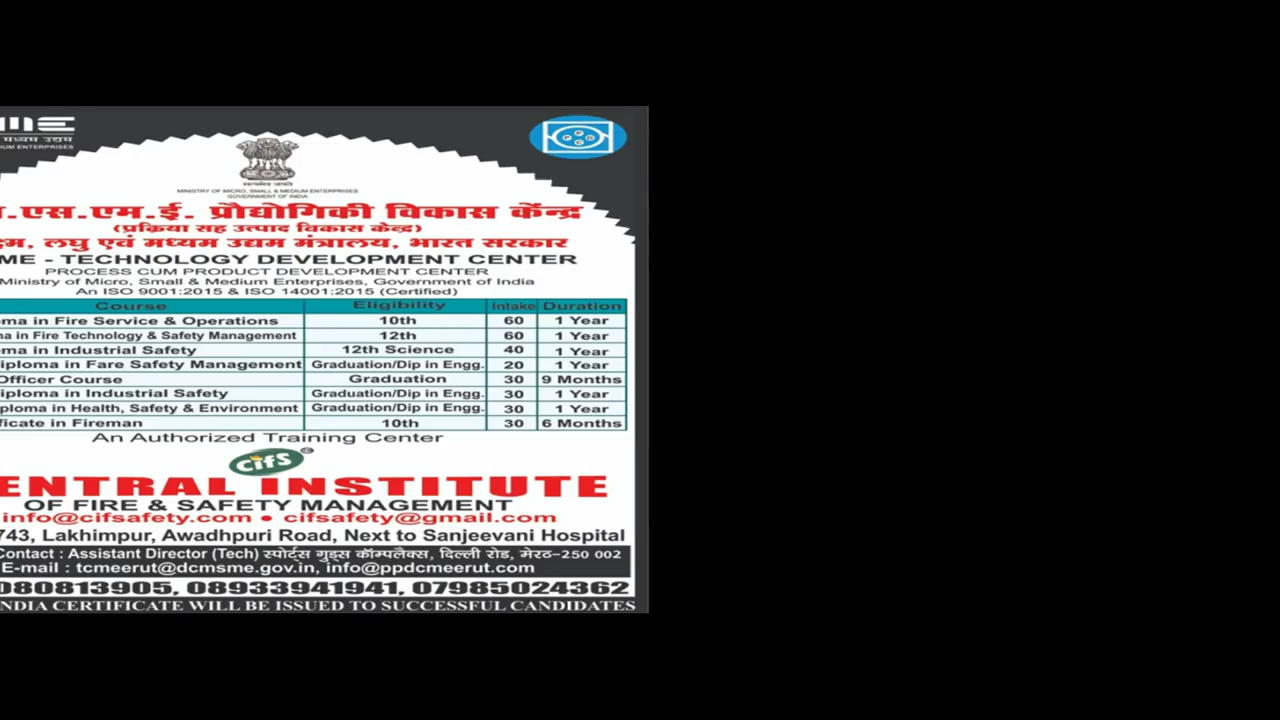 मध्यम उद्यम
MEDIUM ENTERPRISES
PPDC
सत्यमेव जयते
MINISTRY OF MICRO, SMALL & MEDIUM ENTERPRISES
GOVERNMENT OF INDIA
.एस.एम.ई. प्रौद्योगिकी विकास केंन्द्र
(प्रक्रिया सह उत्पाद विकास केन्द्र)
लघु एवं मध्यम उद्यम मंत्रालय, भारत सरकार
ME - TECHNOLOGY DEVELOPMENT CENTER
PROCESS CUM PRODUCT DEVELOPMENT CENTER
Ministry of Micro, Small & Medium Enterprises, Government of India
An ISO 9001:2015 & ISO 14001:2015 (Certified)
Course Eligibility Intake Duration
ma in Fire Service & Operations 10th 60 1 Year
a in Fire Technology & Safety Management 12th 60 1 Year
ma in Industrial Safety 12th Science 40 1 Year
iploma in Fare Safety Management Graduation/Dip in Engg. 20 1 Year
Officer Course Graduation 30 9 Months
iploma in Industrial Safety Graduation/Dip in Engg. 30 1 Year
ploma in Health, Safety & Environment Graduation/Dip in Engg. 30 1 Year
ficate in Fireman 10th 30 6 Months
An Authorized Training Center
CifS ©
ENTRAL INSTITUTE
OF FIRE & SAFETY MANAGEMENT
info@cifsafety.com • cifsafety@gmail.com
743, Lakhimpur, Awadhpuri Road, Next to Sanjeevani Hospital
Contact : Assistant Director (Tech) स्पोर्ट्स गुड्स कॉम्पलैक्स, दिल्ली रोड, मेरठ-250 002
E-mail : tcmeerut@dcmsme.gov.in, info@ppdcmeerut.com
080813905, 08933941941, 07985024362
INDIA CERTIFICATE WILL BE ISSUED TO SUCCESSFUL CANDIDATES